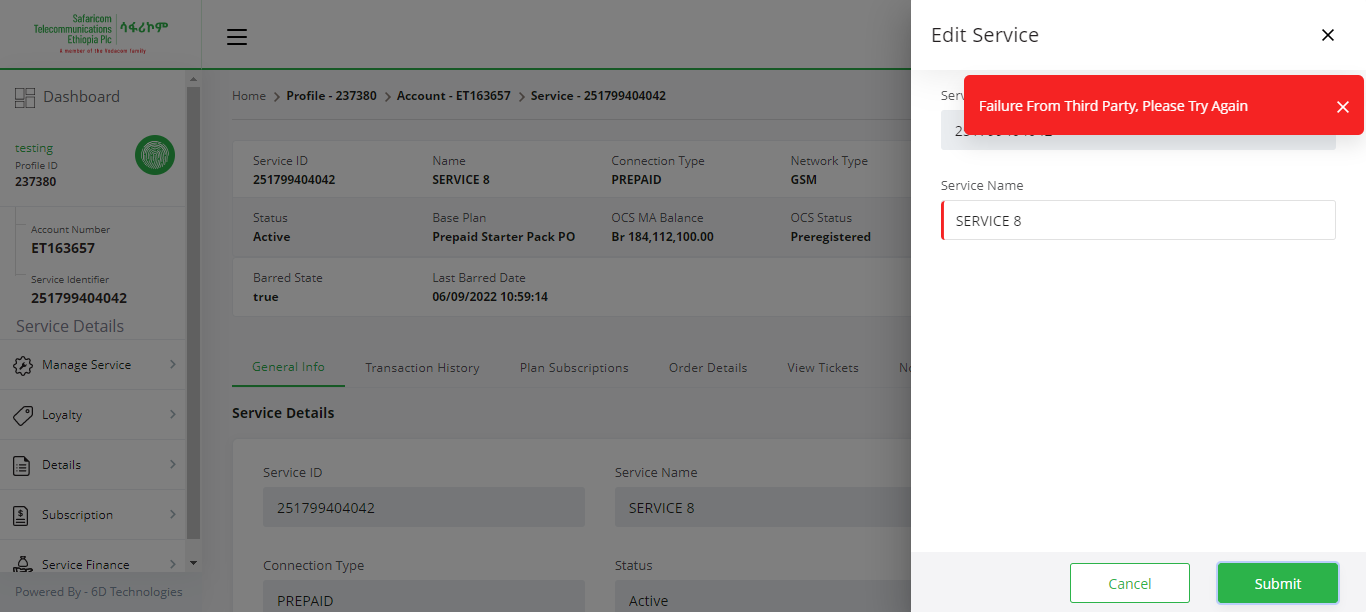 Safaricom
Telecommunications
Ethiopia Plc
ሳፋሪኮም
A member of the Vodacom family
Edit Service
Dashboard
testing
Profile ID
237380
Account Number
ET163657
Service Identifier
251799404042
Service Details
Manage Service
Loyalty
Details
Subscription
Service Finance
Powered By - 6D Technologies
Home > Profile - 237380 > Account - ET163657 > Service - 251799404042
Service ID
251799404042
Name
SERVICE 8
Connection Type
PREPAID
Network Type
GSM
Status
Active
Base Plan
Prepaid Starter Pack PO
OCS MA Balance
Br 184,112,100.00
OCS Status
Preregistered
Barred State
true
Last Barred Date
06/09/2022 10:59:14
General Info
Transaction History
Plan Subscriptions
Order Details
View Tickets
Service Details
Service ID
251799404042
Service Name
SERVICE 8
Connection Type
PREPAID
Status
Active
Failure From Third Party, Please Try Again
Service Name
SERVICE 8
Cancel
Submit